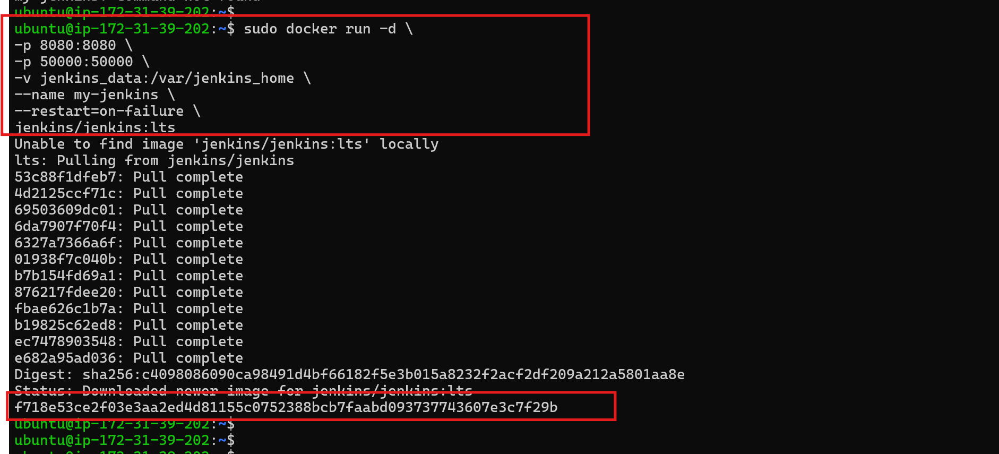 ubuntu@ip-172-31-39-202:~$
ubuntu@ip-172-31-39-202:~$ sudo docker run -d \
-p 8080:8080 \
-p 50000:50000 \
-v jenkins_data:/var/jenkins_home \
--name my-jenkins \
--restart=on-failure \
jenkins/jenkins:lts
Unable to find image 'jenkins/jenkins:lts' locally
lts: Pulling from jenkins/jenkins
53c88f1dfeb7: Pull complete
4d2125ccf71c: Pull complete
69503609dc01: Pull complete
6da7907f70f4: Pull complete
6327a7366a6f: Pull complete
01938f7c040b: Pull complete
b7b154fd69a1: Pull complete
876217fdee20: Pull complete
fbae626c1b7a: Pull complete
b19825c62ed8: Pull complete
ec7478903548: Pull complete
e682a95ad036: Pull complete
Digest: sha256:c4098086090ca98491d4bf66182f5e3b015a8232f2acf2df209a212a5801aa8e
Status: Downloaded newer image for jenkins/jenkins:lts
f718e53ce2f03e3aa2ed4d81155c0752388bcb7faabd093737743607e3c7f29b
ubuntu@ip-172-31-39-202:~$
ubuntu@ip-172-31-39-202:~$